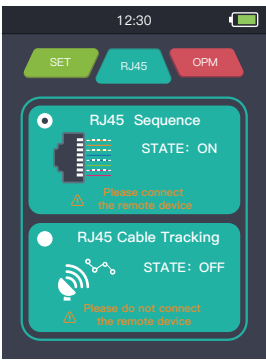 12:30
SET RJ45 OPM
RJ45 Sequence
STATE: ON
Please connect
the remote device
RJ45 Cable Tracking
STATE: OFF
Please do not connect
the remote device